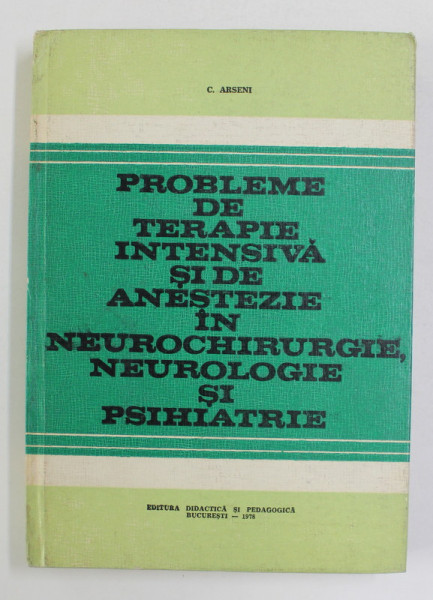 C. ARSENI
PROBLEME
DE
TERAPIE
INTENSIVĂ
ȘI DE
ANESTEZIE
ÎN
NEUROCHIRURGIE,
NEUROLOGIE
ȘI
PSIHIATRIE
EDITURA DIDACTICĂ ȘI PEDAGOGICĂ
BUCUREȘTI — 1978